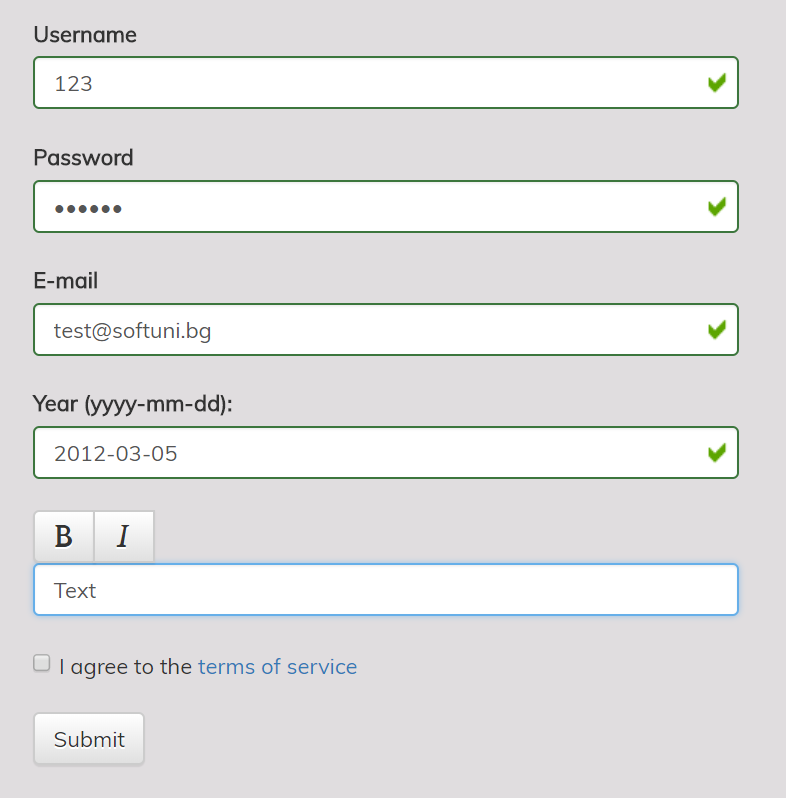 Username
123
Password
••••••
E-mail
test@softuni.bg
Year (yyyy-mm-dd):
2012-03-05
B I
Text
I agree to the terms of service
Submit